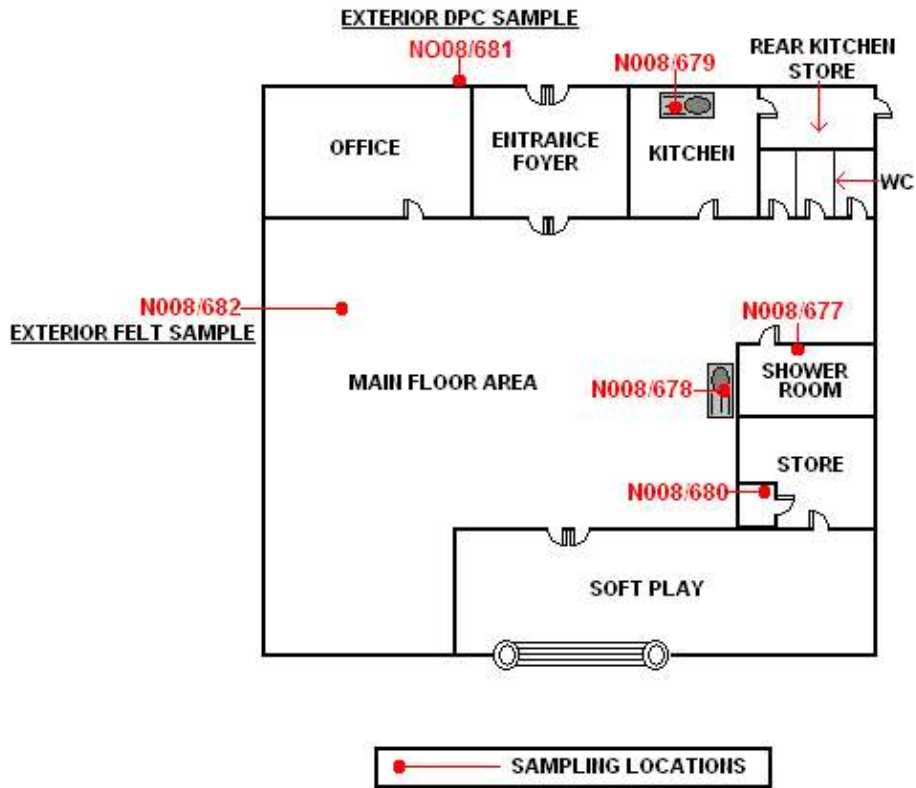 EXTERIOR DPC SAMPLE
NO08/681
N008/679
REAR KITCHEN
STORE
OFFICE
ENTRANCE
FOYER
KITCHEN
WC
N008/682
EXTERIOR FELT SAMPLE
N008/677
MAIN FLOOR AREA
N008/678
SHOWER
ROOM
STORE
N008/680
SOFT PLAY
SAMPLING LOCATIONS